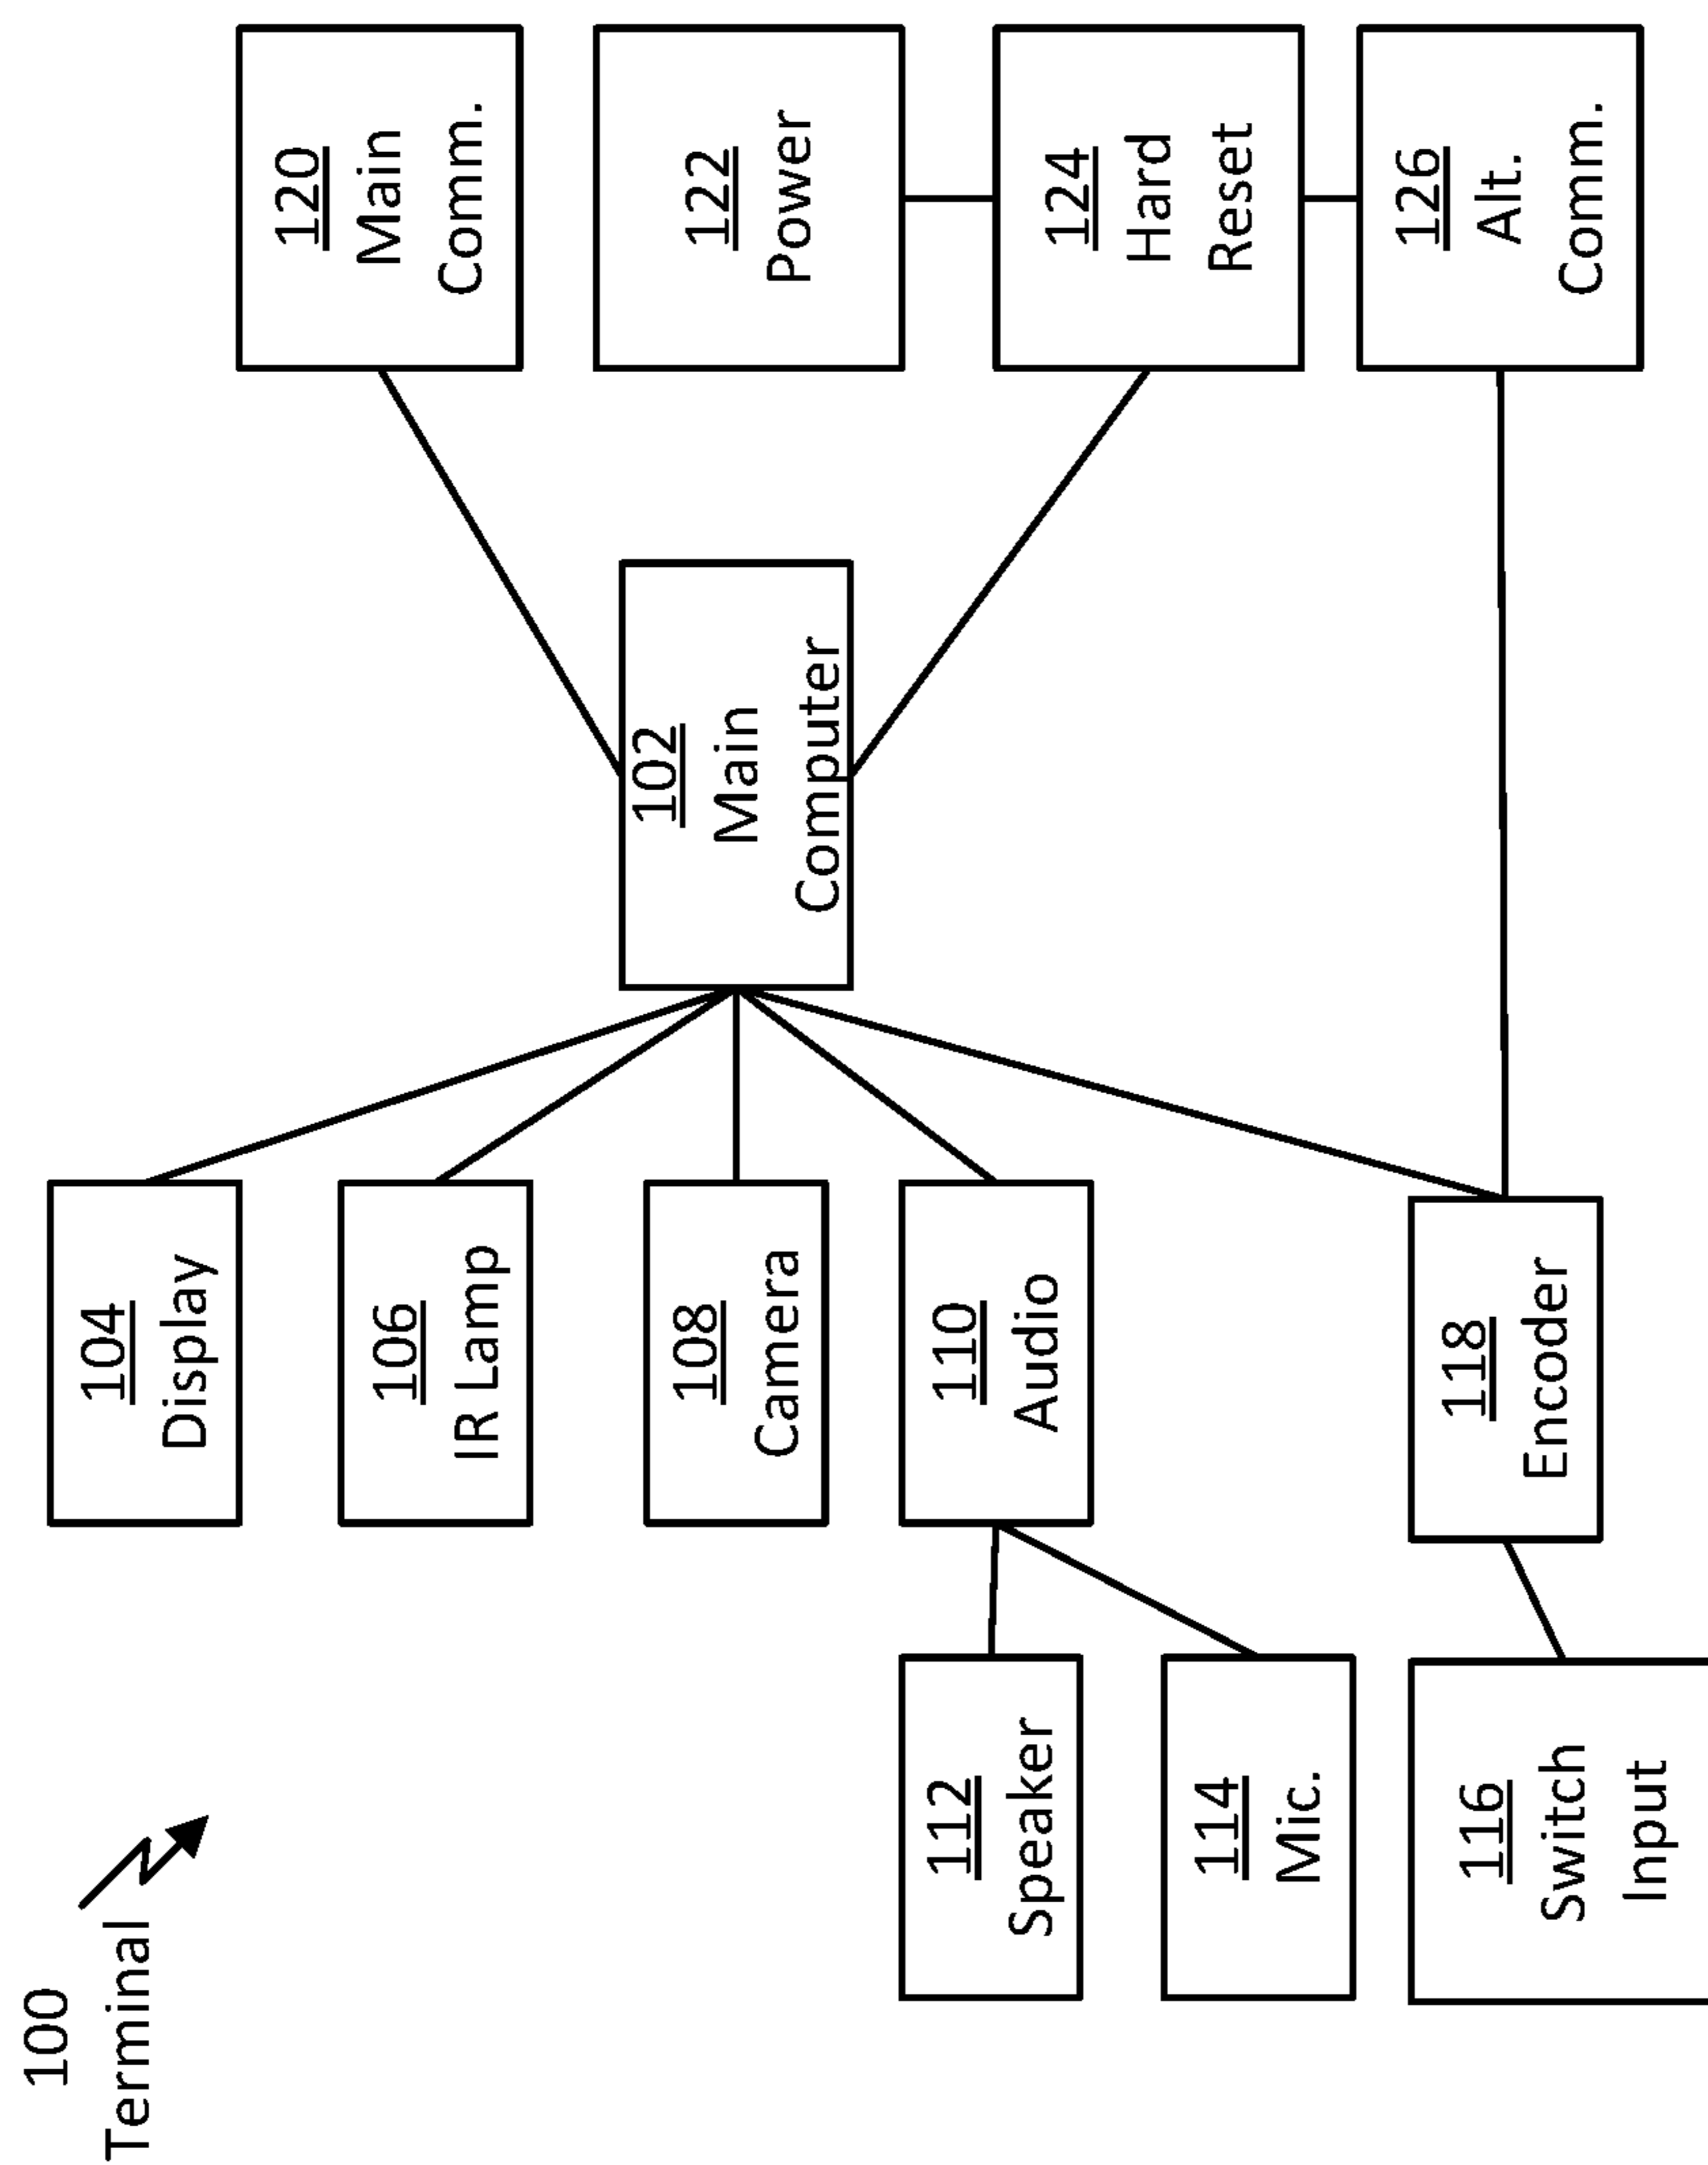 100
Terminal
104
Display
106
IR Lamp
108
Camera
110
Audio
112
Speaker
114
Mic.
116
Switch
Input
118
Encoder
102
Main
Computer
120
Main
Comm.
122
Power
124
Hard
Reset
126
Alt.
Comm.